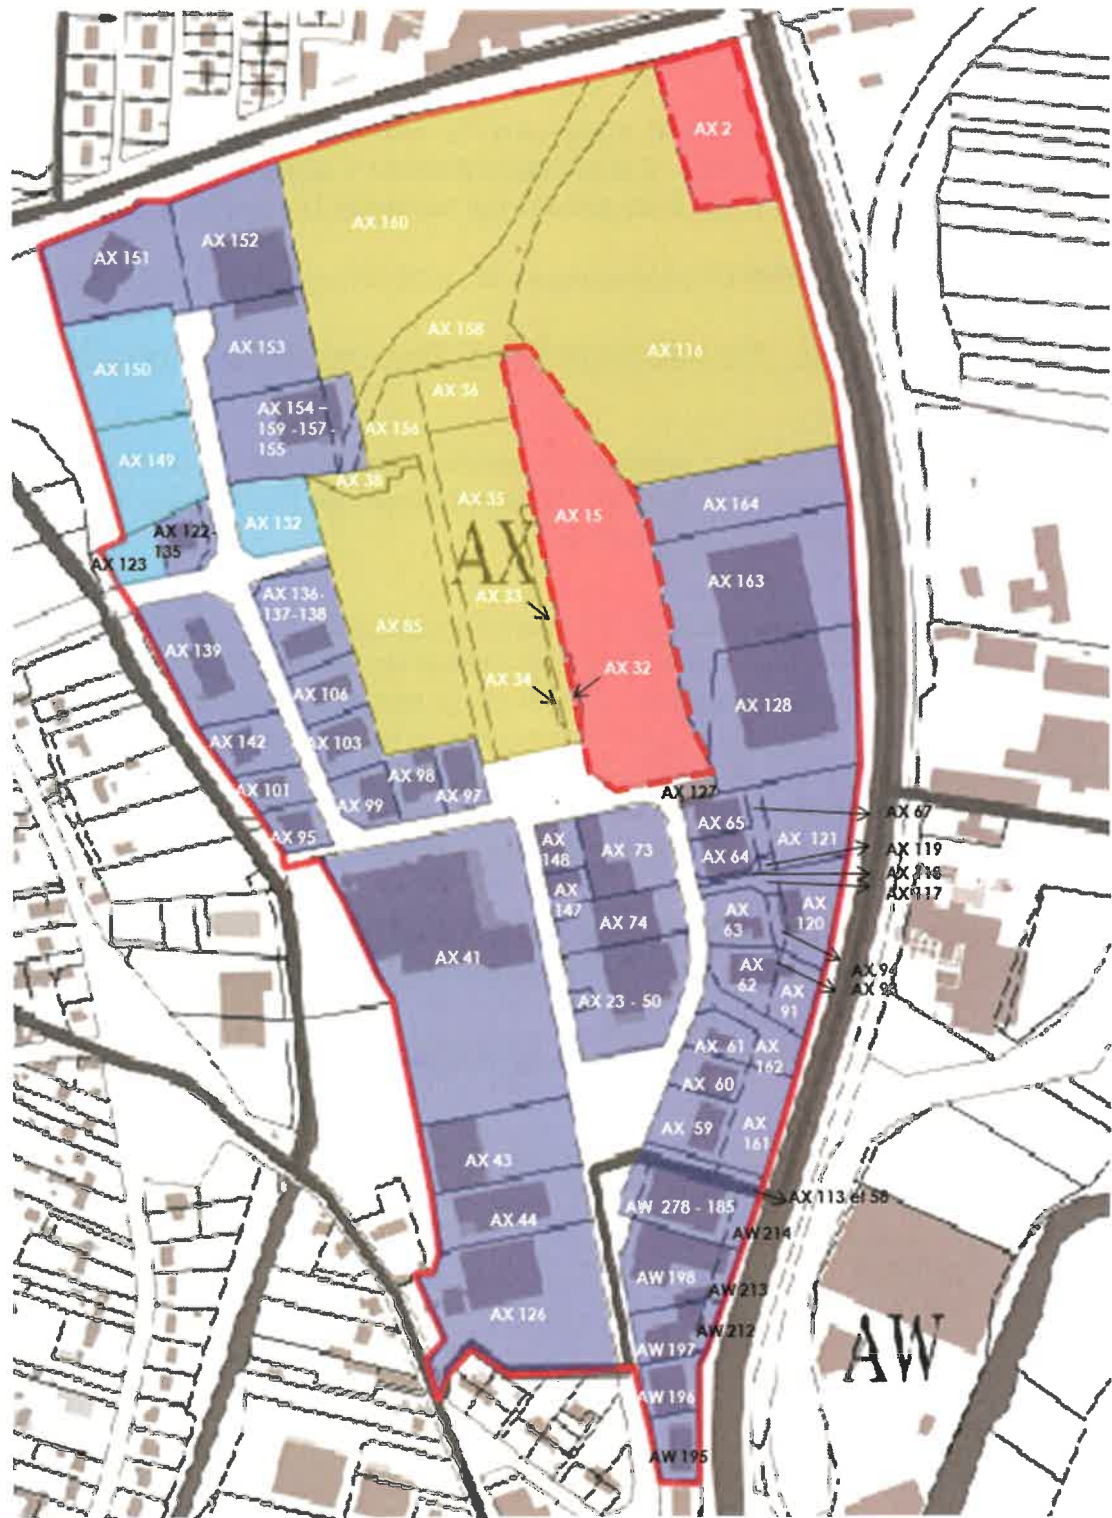 AX 2
AX 160
AX 152
AX 151
AX 158
AX 116
AX 153
AX 150
AX 36
AX 154 –
159 -157 -
155
AX 156
AX 149
AX 38
AX 35
AX 164
AX 15
AX 132
AX 122 -
135
AX
AX 123
AX 163
AX 136-
137-138
AX 33
AX 85
AX 139
AX 32
AX 34
AX 106
AX 128
AX 142
AX 103
AX 98
AX 101
AX 97
AX 127
AX 99
AX 67
AX 65
AX 95
AX 121
AX
148
AX 73
AX 119
AX 64
AX 118
AX 117
AX
147
AX
120
AX 74
AX
63
AX 41
AX
62
AX 94
AX 93
AX 23 - 50
AX
91
AX 61
AX
162
AX 60
AX 59
AX
161
AX 43
AX 113 et 58
AW 278 - 185
AX 44
AW 214
AW 198
AW 213
AX 126
AW 212
AW 197
AW
AW 196
AW 195